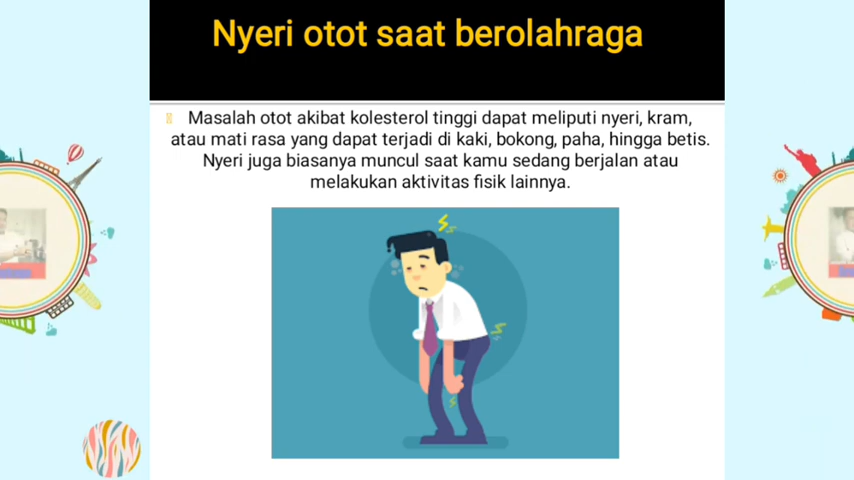 Nyeri otot saat berolahraga
Masalah otot akibat kolesterol tinggi dapat meliputi nyeri, kram,
atau mati rasa yang dapat terjadi di kaki, bokong, paha, hingga betis.
Nyeri juga biasanya muncul saat kamu sedang berjalan atau
melakukan aktivitas fisik lainnya.